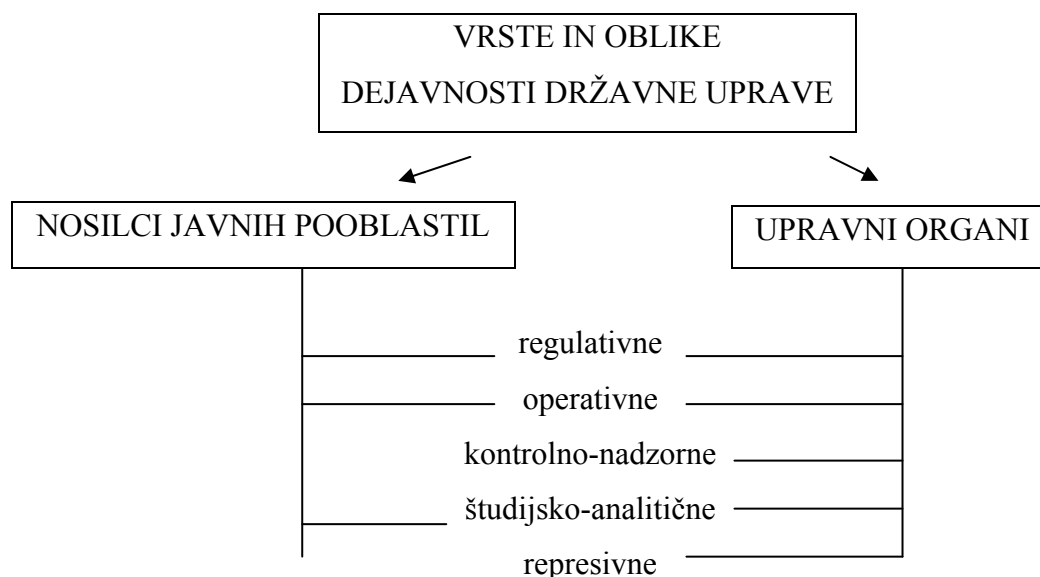 VRSTE IN OBLIKE
DEJAVNOSTI DRŽAVNE UPRAVE
NOSILCI JAVNIH POOBLASTIL
UPRAVNI ORGANI
regulativne
operativne
kontrolno-nadzorne
študijsko-analitične
represivne